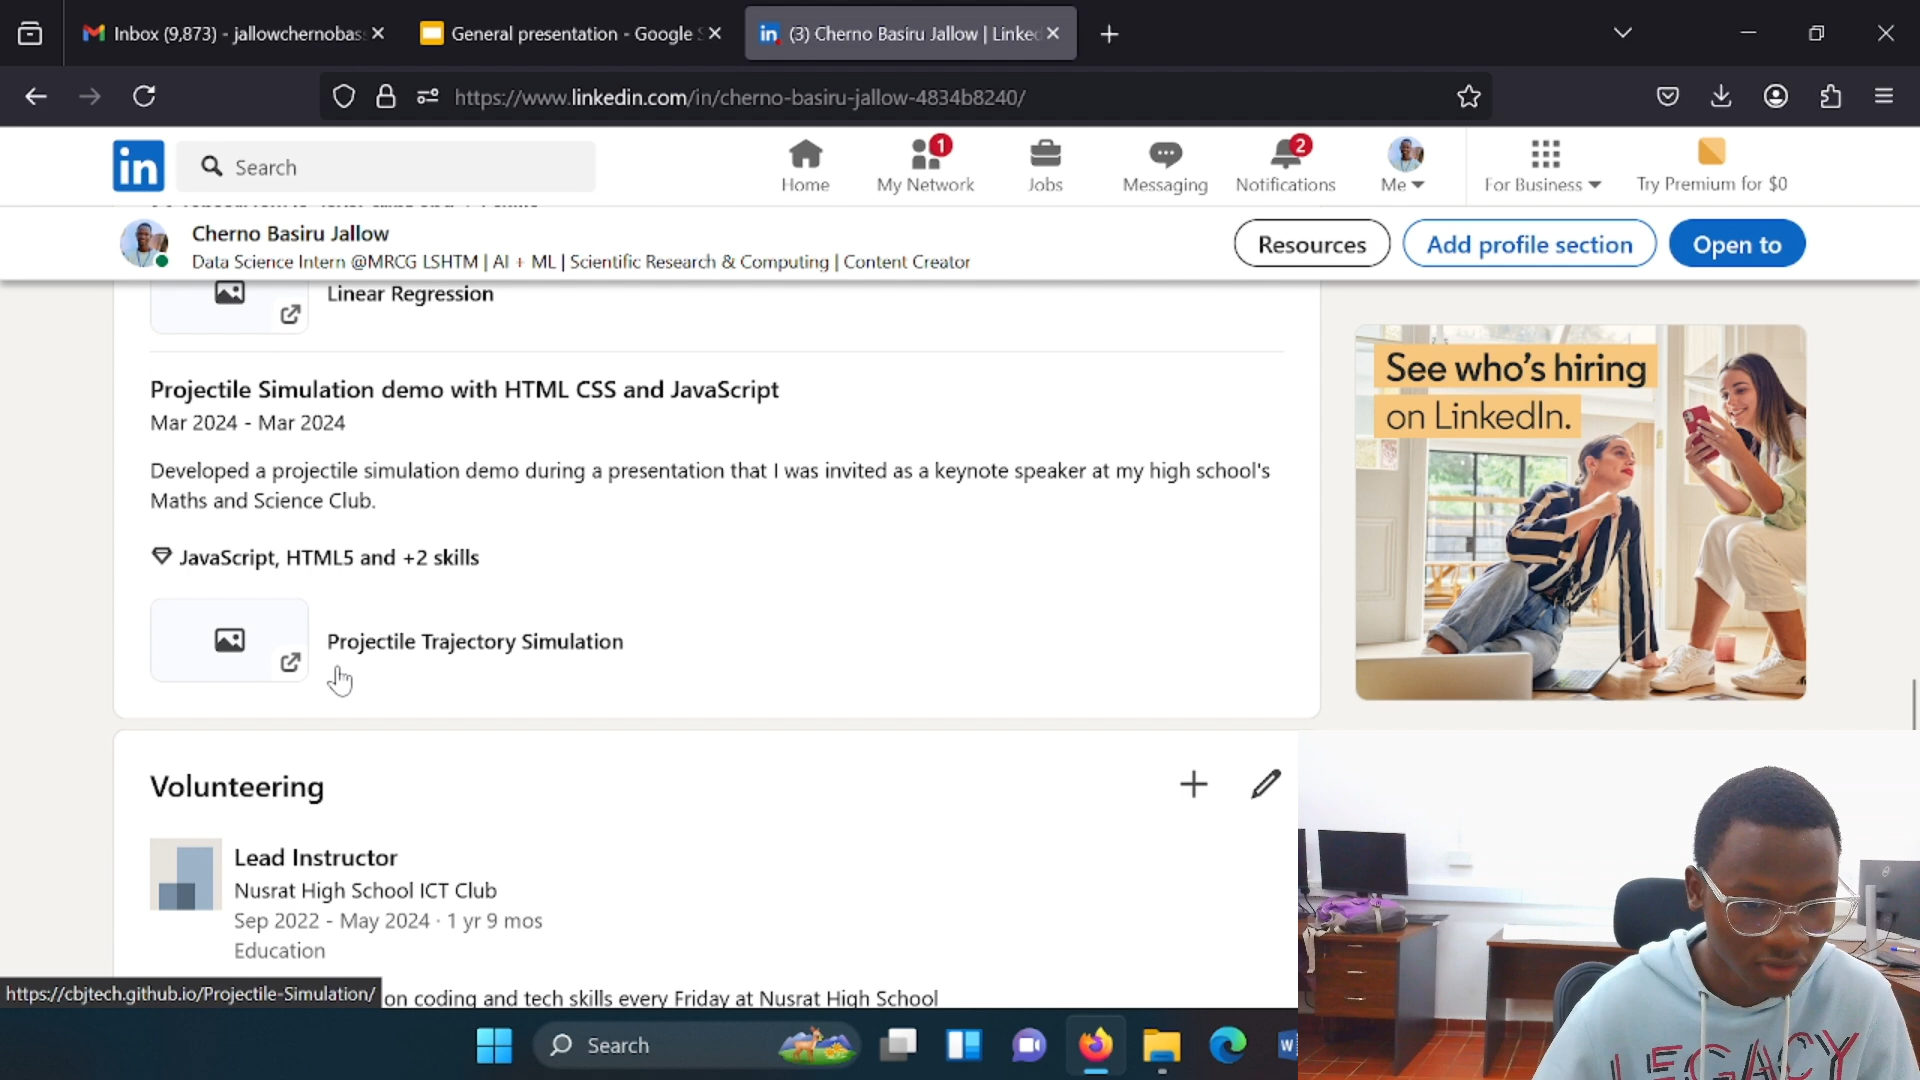 Inbox (9,873) - jallowchernobas
General presentation - Google S
(3) Cherno Basiru Jallow | Linked
https://www.linkedin.com/in/cherno-basiru-jallow-4834b8240/
in
Search
Home
My Network
1
Jobs
Messaging
Notifications
2
Me
For Business
Try Premium for $0
Cherno Basiru Jallow
Data Science Intern @MRCG LSHTM | AI + ML | Scientific Research & Computing | Content Creator
Resources
Add profile section
Open to
Linear Regression
Projectile Simulation demo with HTML CSS and JavaScript
Mar 2024 - Mar 2024
Developed a projectile simulation demo during a presentation that I was invited as a keynote speaker at my high school's
Maths and Science Club.
JavaScript, HTML5 and +2 skills
Projectile Trajectory Simulation
See who's hiring
on LinkedIn.
Volunteering
Lead Instructor
Nusrat High School ICT Club
Sep 2022 - May 2024 · 1 yr 9 mos
Education
https://cbjtech.github.io/Projectile-Simulation/
on coding and tech skills every Friday at Nusrat High School
Search
W
LEGACY